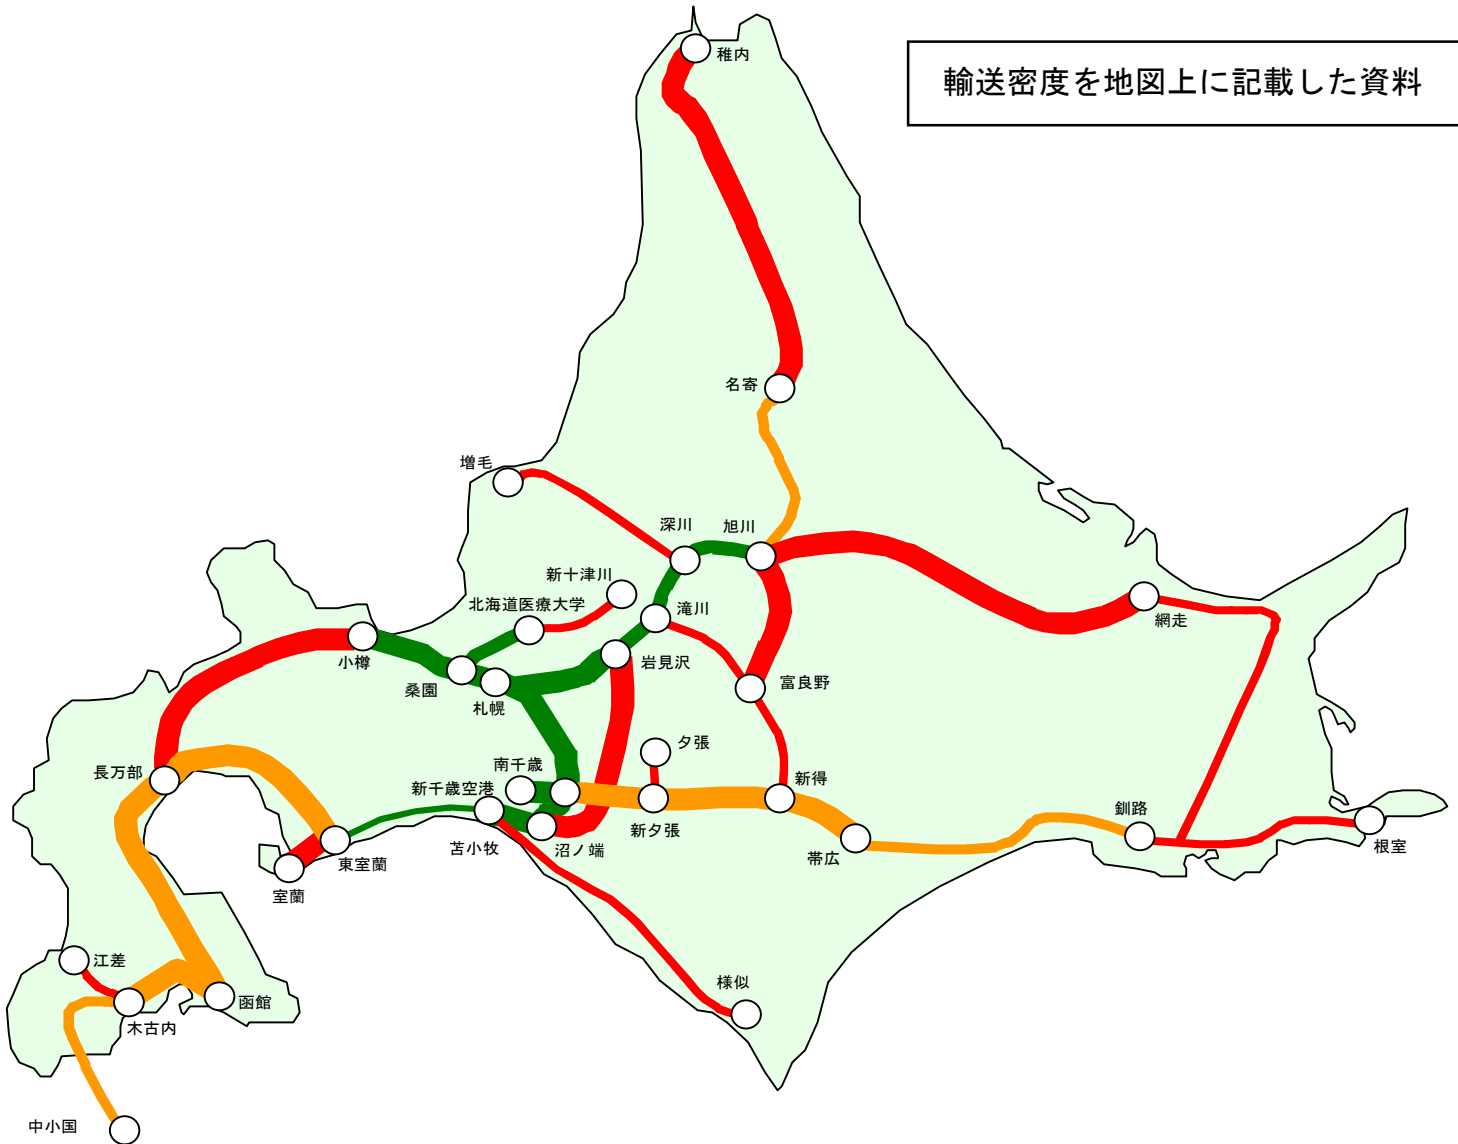 稚内
輸送密度を地図上に記載した資料
名寄
増毛
深川
旭川
新十津川
北海道医療大学
滝川
網走
小樽
岩見沢
桑園
札幌
富良野
夕張
長万部
南千歳
新千歳空港
新得
釧路
新夕張
苫小牧
沼ノ端
帯広
根室
東室蘭
室蘭
江差
様似
函館
木古内
中小国